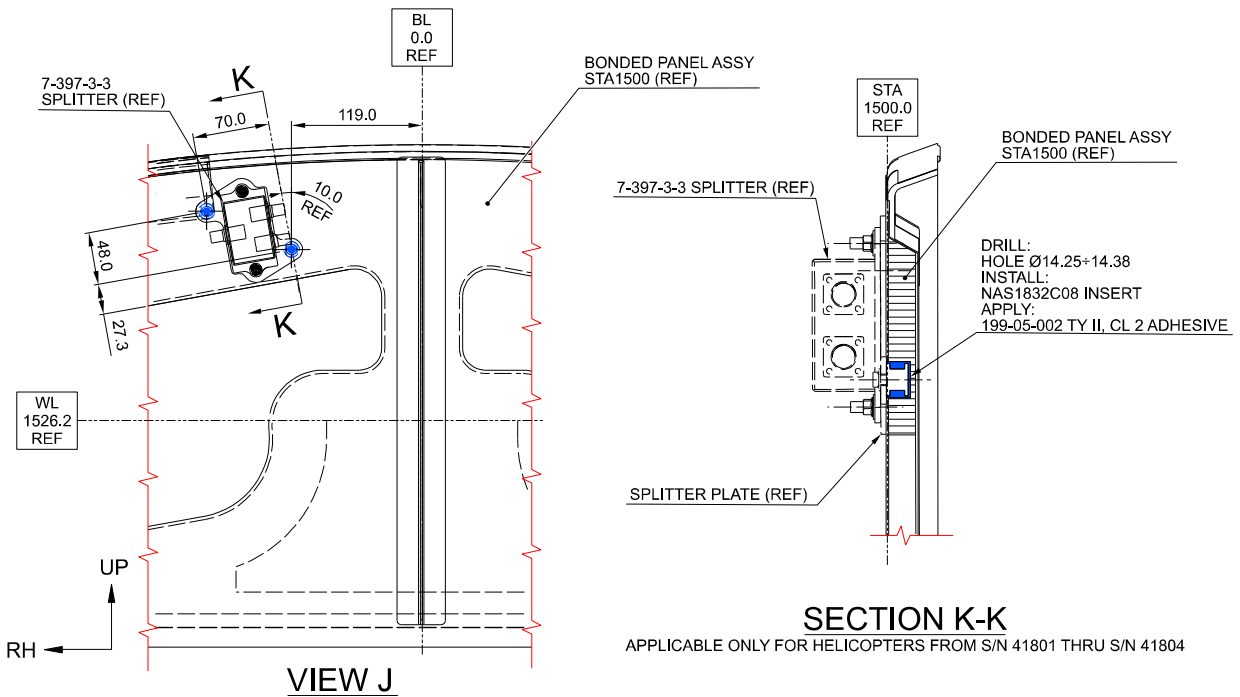 BL
0.0
REF
7-397-3-3
SPLITTER (REF)
K
70.0
119.0
BONDED PANEL ASSY
STA1500 (REF)
10.0
REF
48.0
27.3
K
WL
1526.2
REF
UP
RH
VIEW J
STA
1500.0
REF
BONDED PANEL ASSY
STA1500 (REF)
7-397-3-3 SPLITTER (REF)
DRILL:
HOLE Ø14.25÷14.38
INSTALL:
NAS1832C08 INSERT
APPLY:
199-05-002 TY II, CL 2 ADHESIVE
SPLITTER PLATE (REF)
SECTION K-K
APPLICABLE ONLY FOR HELICOPTERS FROM S/N 41801 THRU S/N 41804